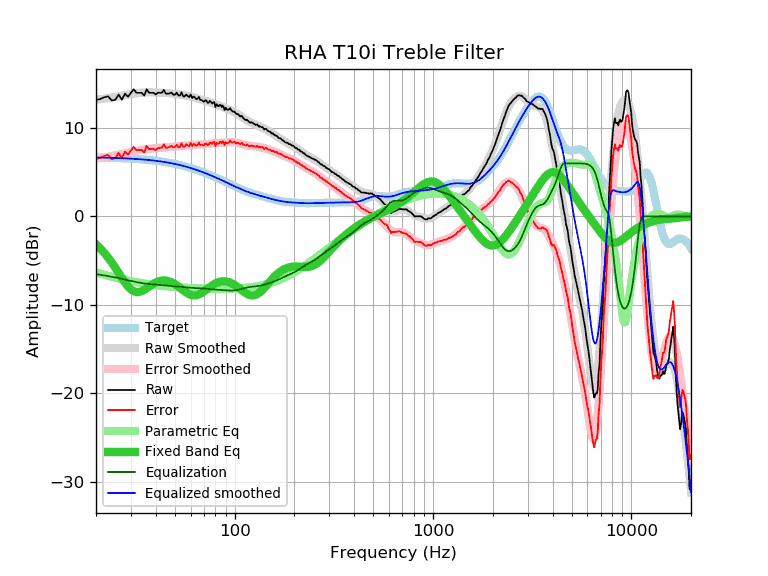 RHA T10i Treble Filter
Amplitude (dBr)
10
0
−10
−20
−30
Target
Raw Smoothed
Error Smoothed
Raw
Error
Parametric Eq
Fixed Band Eq
Equalization
Equalized smoothed
100 1000 10000
Frequency (Hz)